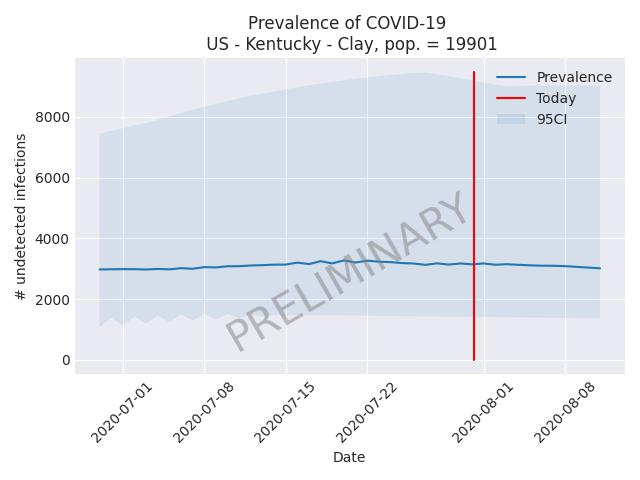 Prevalence of COVID-19
US - Kentucky - Clay, pop. = 19901
Prevalence
Today
95CI
8000
6000
4000
2000
0
# undetected infections
PRELIMINARY
2020-07-01
2020-07-08
2020-07-15
2020-07-22
2020-08-01
2020-08-08
Date